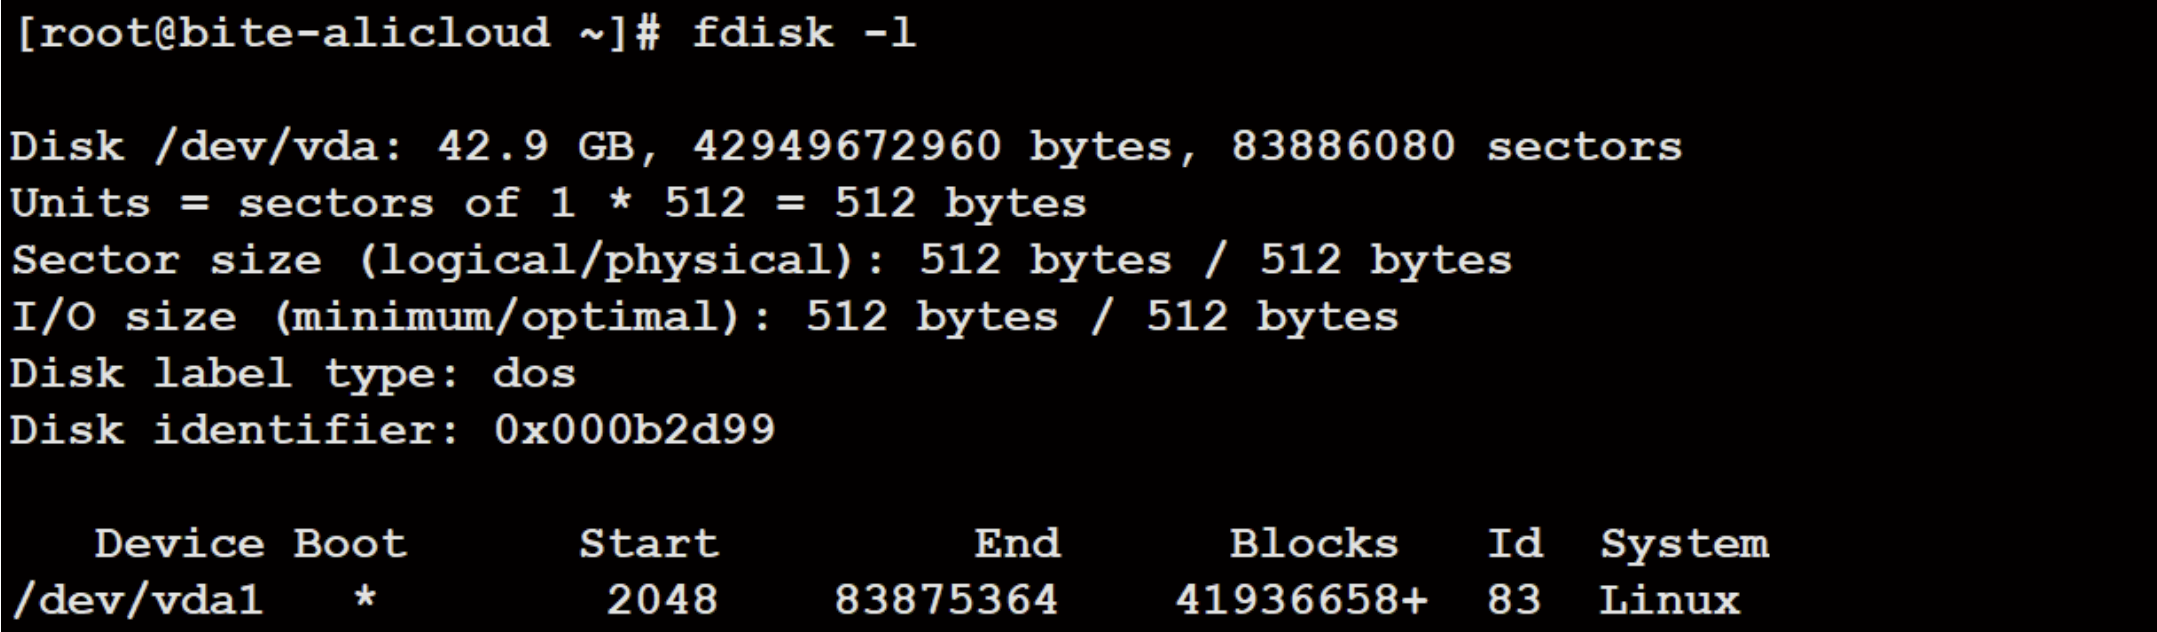 [root@bite-alicloud ~]# fdisk -l
Disk /dev/vda: 42.9 GB, 42949672960 bytes, 83886080 sectors
Units = sectors of 1 * 512 = 512 bytes
Sector size (logical/physical): 512 bytes / 512 bytes
I/O size (minimum/optimal): 512 bytes / 512 bytes
Disk label type: dos
Disk identifier: 0x000b2d99
Device Boot Start End Blocks Id System
/dev/vda1 * 2048 83875364 41936658+ 83 Linux